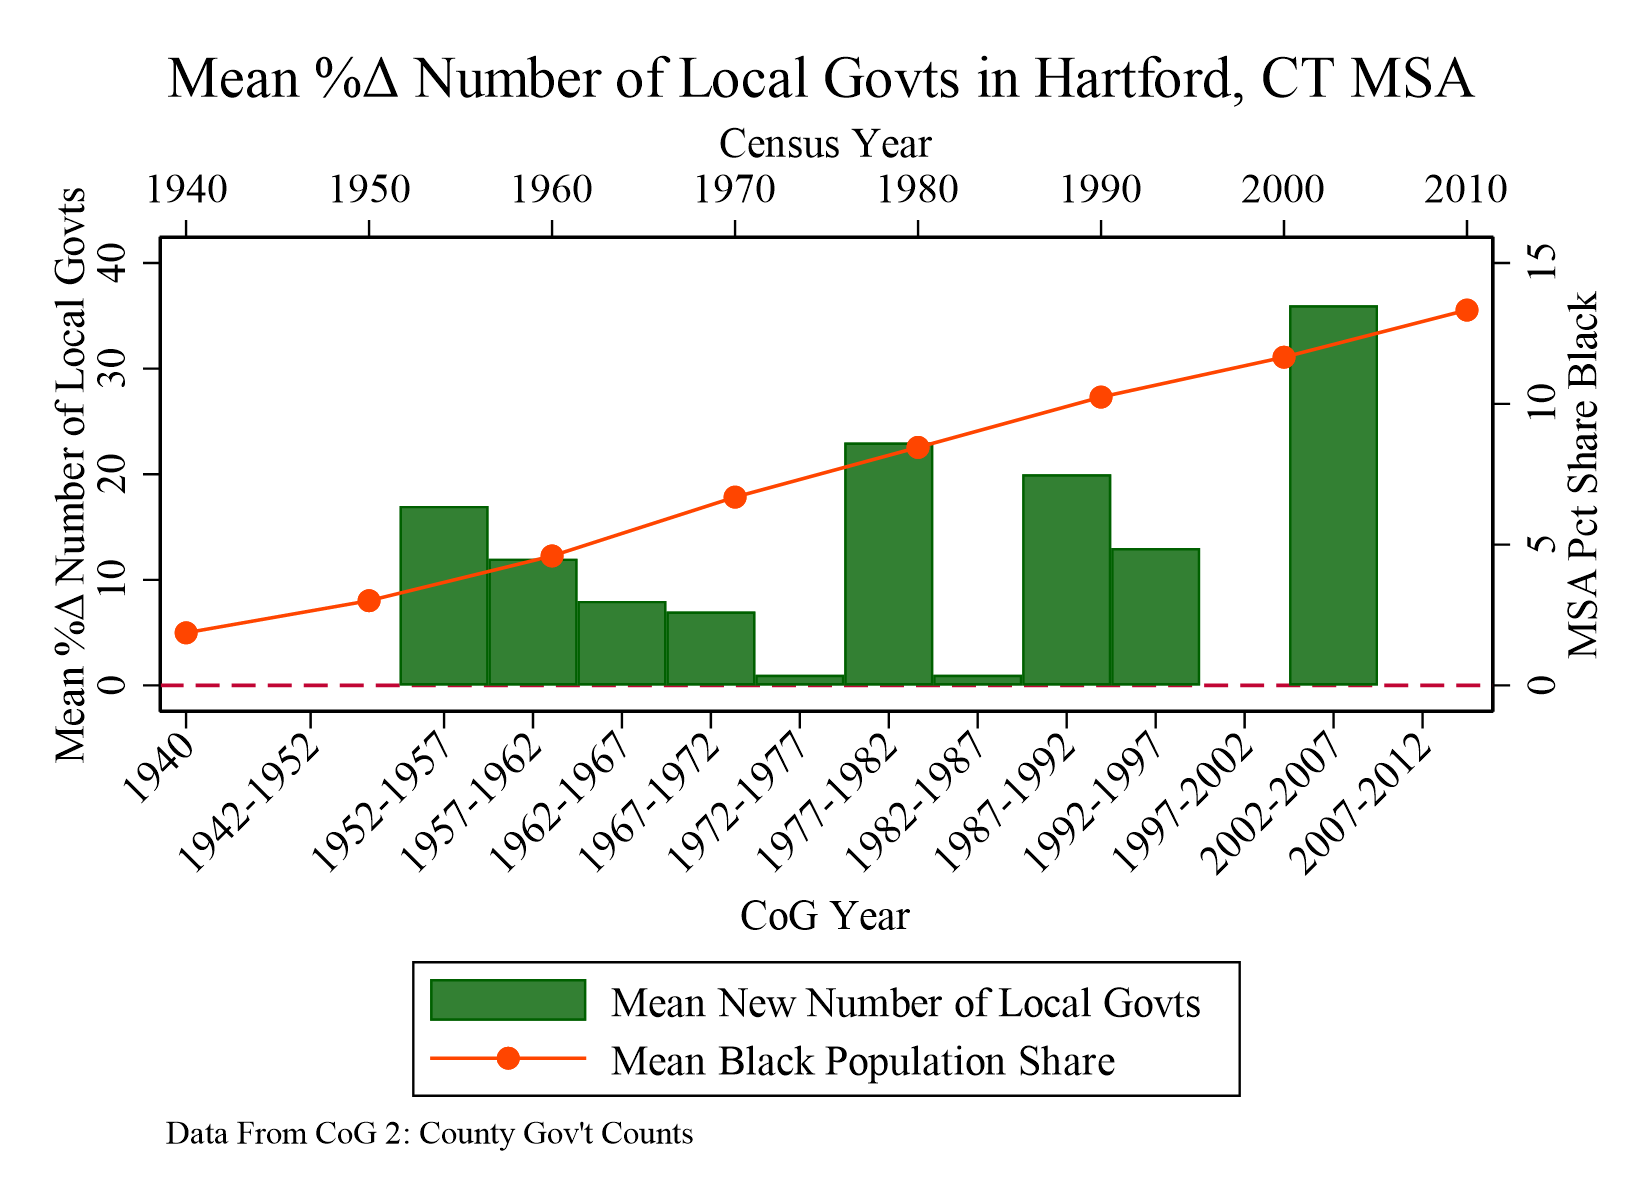 Mean %Δ Number of Local Govts in Hartford, CT MSA
Census Year
1940 1950 1960 1970 1980 1990 2000 2010
Mean %Δ Number of Local Govts
40
30
20
10
0
15
10
5
0
MSA Pct Share Black
1940 1942-1952 1952-1957 1957-1962 1962-1967 1967-1972 1972-1977 1977-1982 1982-1987 1987-1992 1992-1997 1997-2002 2002-2007 2007-2012
CoG Year
Mean New Number of Local Govts
Mean Black Population Share
Data From CoG 2: County Gov't Counts